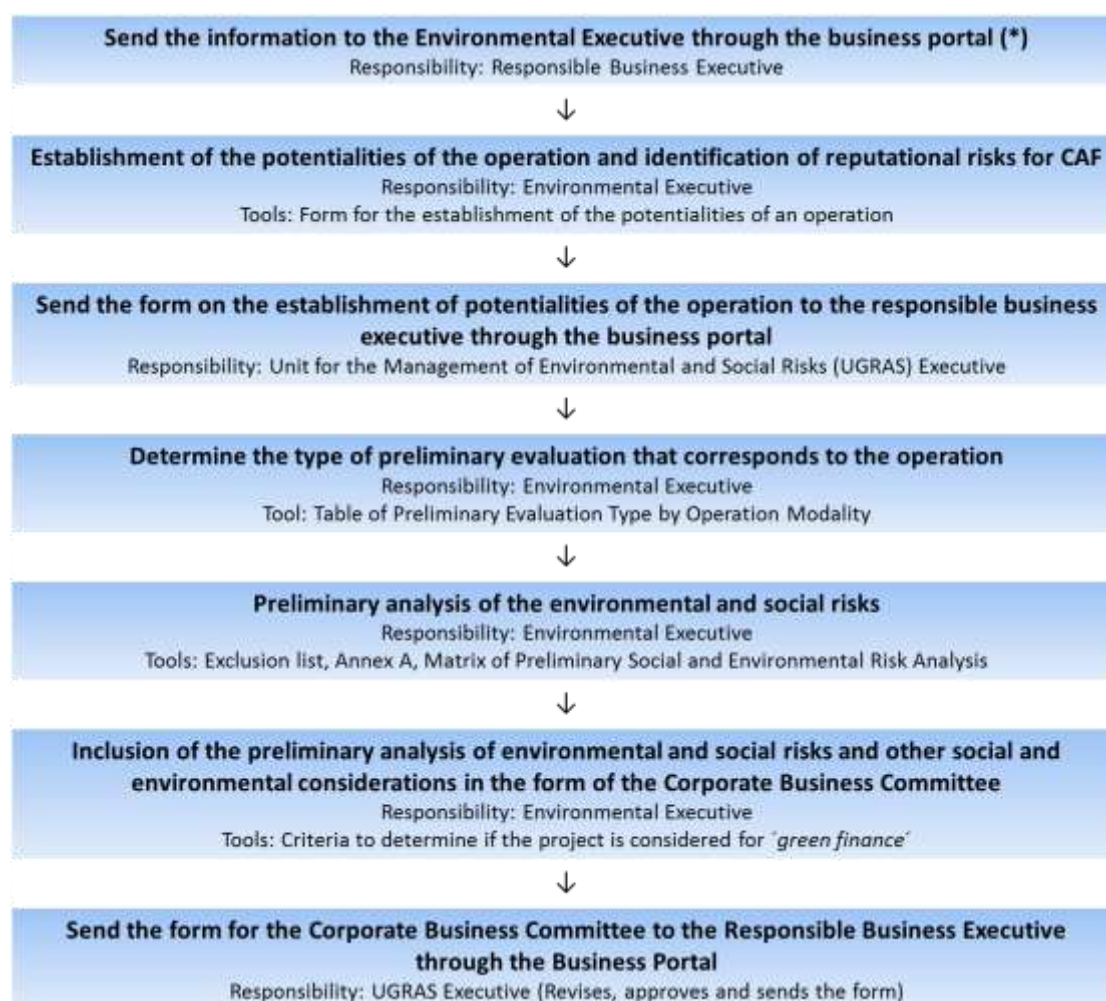 Send the information to the Environmental Executive through the business portal (*)
Responsibility: Responsible Business Executive
↓
Establishment of the potentialities of the operation and identification of reputational risks for CAF
Responsibility: Environmental Executive
Tools: Form for the establishment of the potentialities of an operation
↓
Send the form on the establishment of potentialities of the operation to the responsible business
executive through the business portal
Responsibility: Unit for the Management of Environmental and Social Risks (UGRAS) Executive
↓
Determine the type of preliminary evaluation that corresponds to the operation
Responsibility: Environmental Executive
Tool: Table of Preliminary Evaluation Type by Operation Modality
↓
Preliminary analysis of the environmental and social risks
Responsibility: Environmental Executive
Tools: Exclusion list, Annex A, Matrix of Preliminary Social and Environmental Risk Analysis
↓
Inclusion of the preliminary analysis of environmental and social risks and other social and
environmental considerations in the form of the Corporate Business Committee
Responsibility: Environmental Executive
Tools: Criteria to determine if the project is considered for ´green finance´
↓
Send the form for the Corporate Business Committee to the Responsible Business Executive
through the Business Portal
Responsibility: UGRAS Executive (Revises, approves and sends the form)